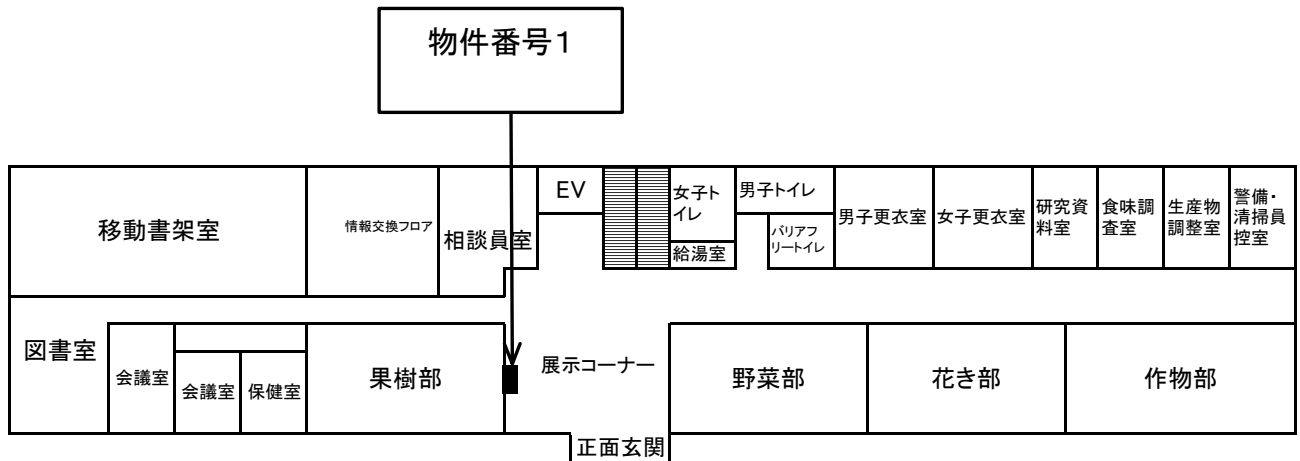 物件番号１
移動書架室
情報交換フロア
相談員室
EV
女子ト
イレ
給湯室
男子トイレ
バリアフ
リートイレ
男子更衣室
女子更衣室
研究資
料室
食味調
査室
生産物
調整室
警備・
清掃員
控室
図書室
会議室
会議室
保健室
果樹部
展示コーナー
野菜部
花き部
作物部
正面玄関